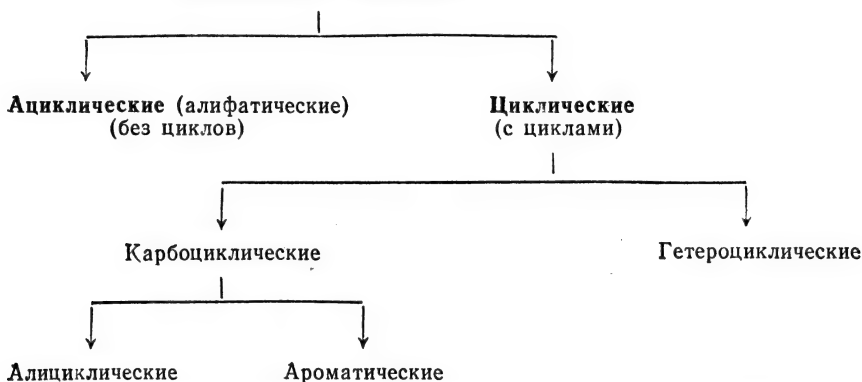 Ациклические (алифатические)
(без циклов)
Циклические
(с циклами)
Карбоциклические
Гетероциклические
Алициклические
Ароматические